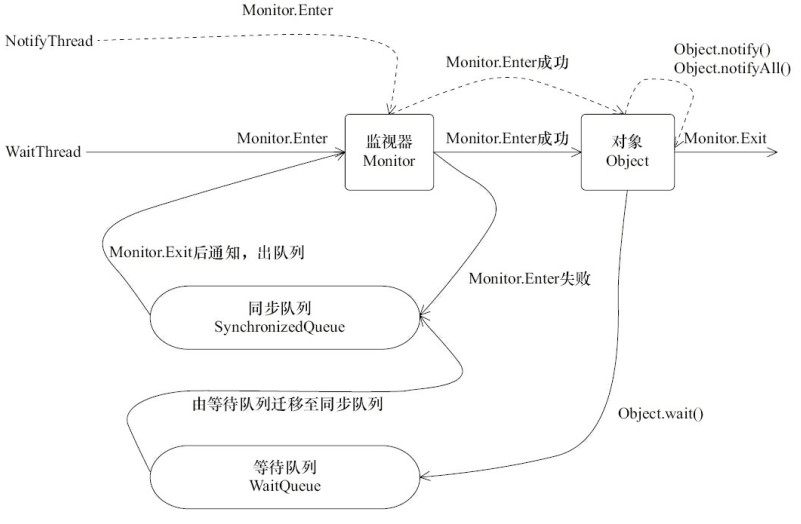 Monitor.Enter
NotifyThread
Object.notify()
Object.notifyAll()
Monitor.Enter成功
WaitThread
Monitor.Enter
监视器
Monitor
Monitor.Enter成功
对象
Object
Monitor.Exit
Monitor.Exit后通知，出队列
Monitor.Enter失败
同步队列
SynchronizedQueue
由等待队列迁移至同步队列
Object.wait()
等待队列
WaitQueue